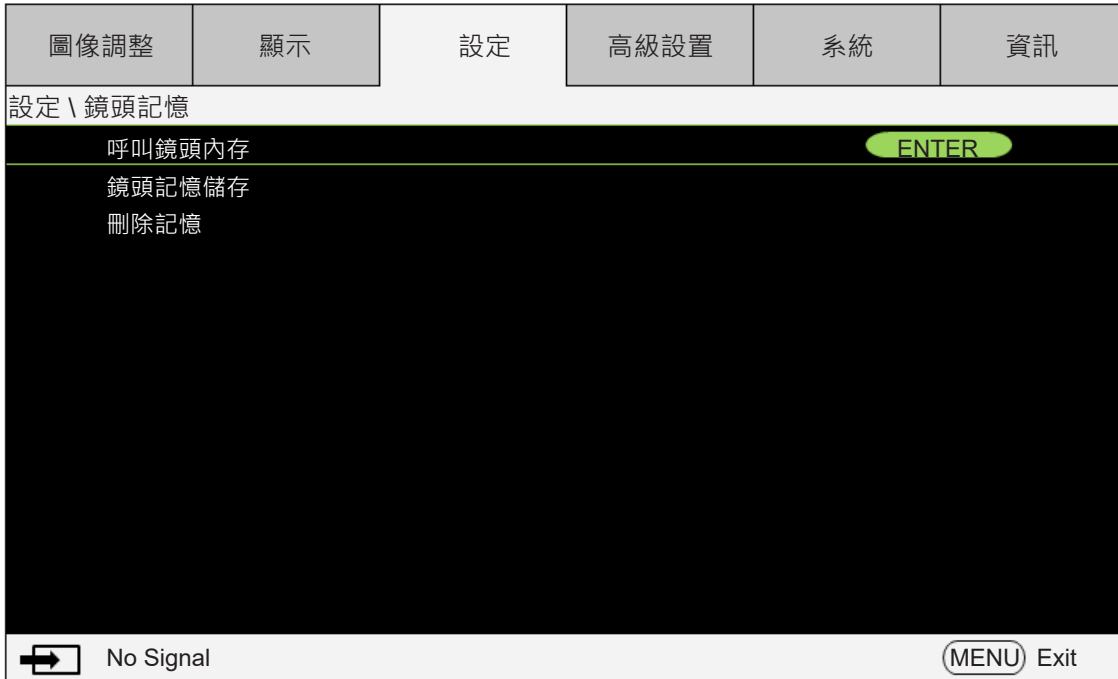 圖像調整 顯示 設定 高級設置 系統 資訊
設定 \ 鏡頭記憶
呼叫鏡頭內存 ENTER
鏡頭記憶儲存
刪除記憶
No Signal MENU Exit